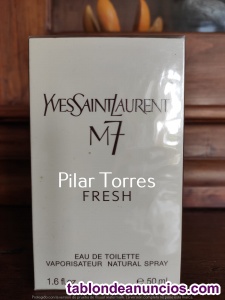 YVESSAINTLAURENT
M7
Pilar Torres
FRESH
EAU DE TOILETTE
VAPORISATEUR NATURAL SPRAY
1.6 fl. oz. ℮ 50 ml
www.tablondeanuncios.com